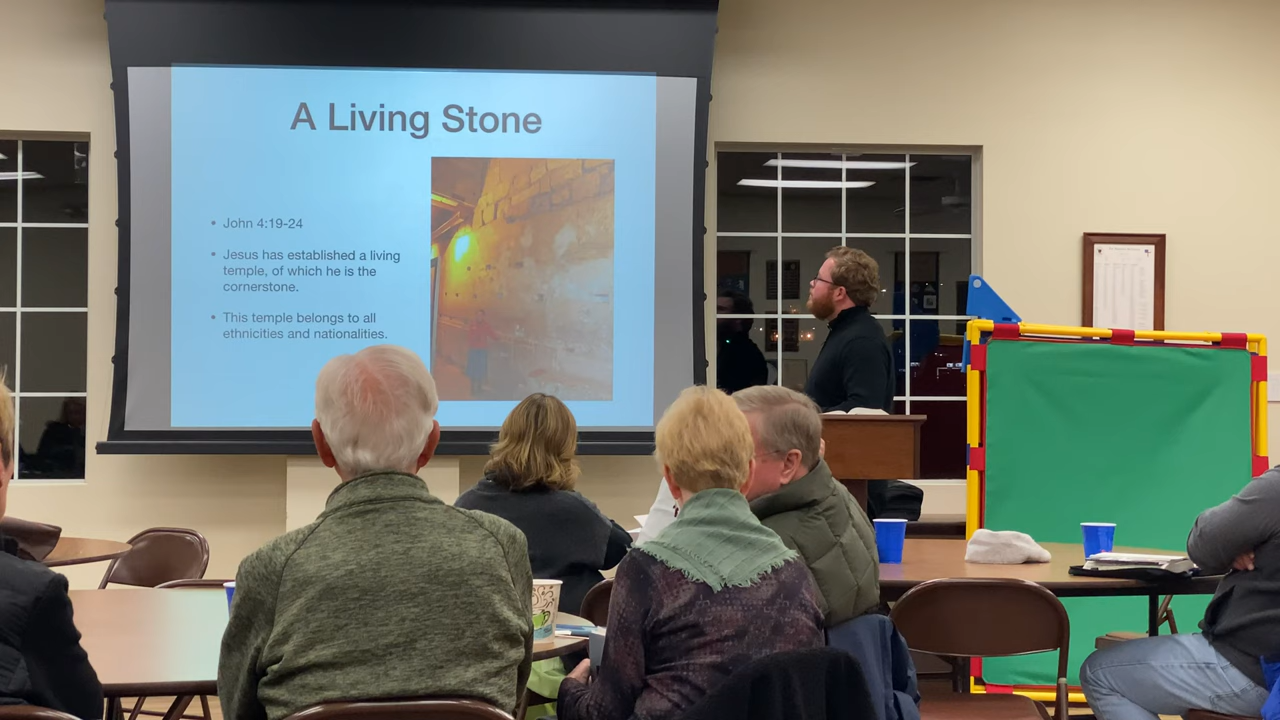 A Living Stone
• John 4:19-24
• Jesus has established a living
temple, of which he is the
cornerstone.
• This temple belongs to all
ethnicities and nationalities.